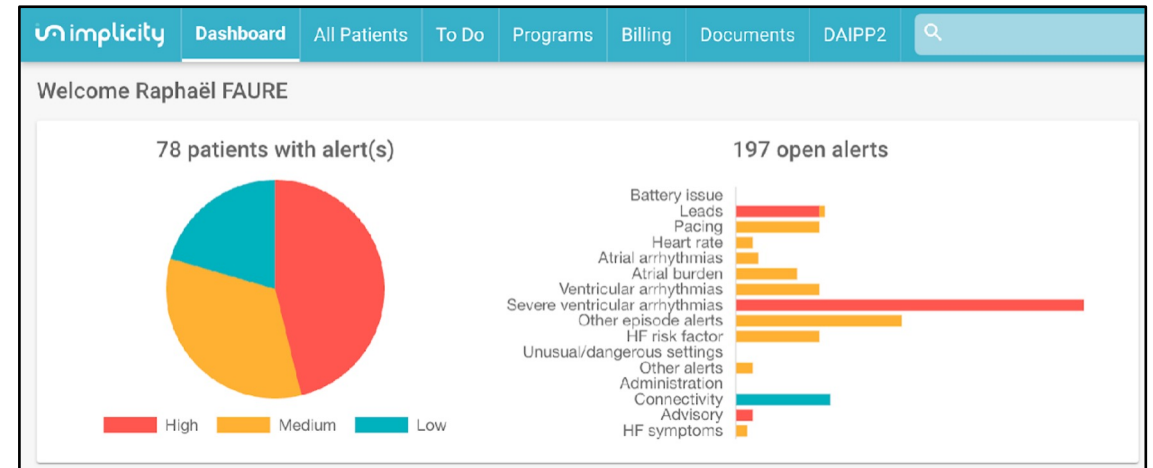 implicity Dashboard All Patients To Do Programs Billing Documents DAIPP2
Welcome Raphaël FAURE
78 patients with alert(s)
High Medium Low
197 open alerts
Battery issue
Leads
Pacing
Heart rate
Atrial arrhythmias
Atrial burden
Ventricular arrhythmias
Severe ventricular arrhythmias
Other episode alerts
HF risk factor
Unusual/dangerous settings
Other alerts
Administration
Connectivity
Advisory
HF symptoms